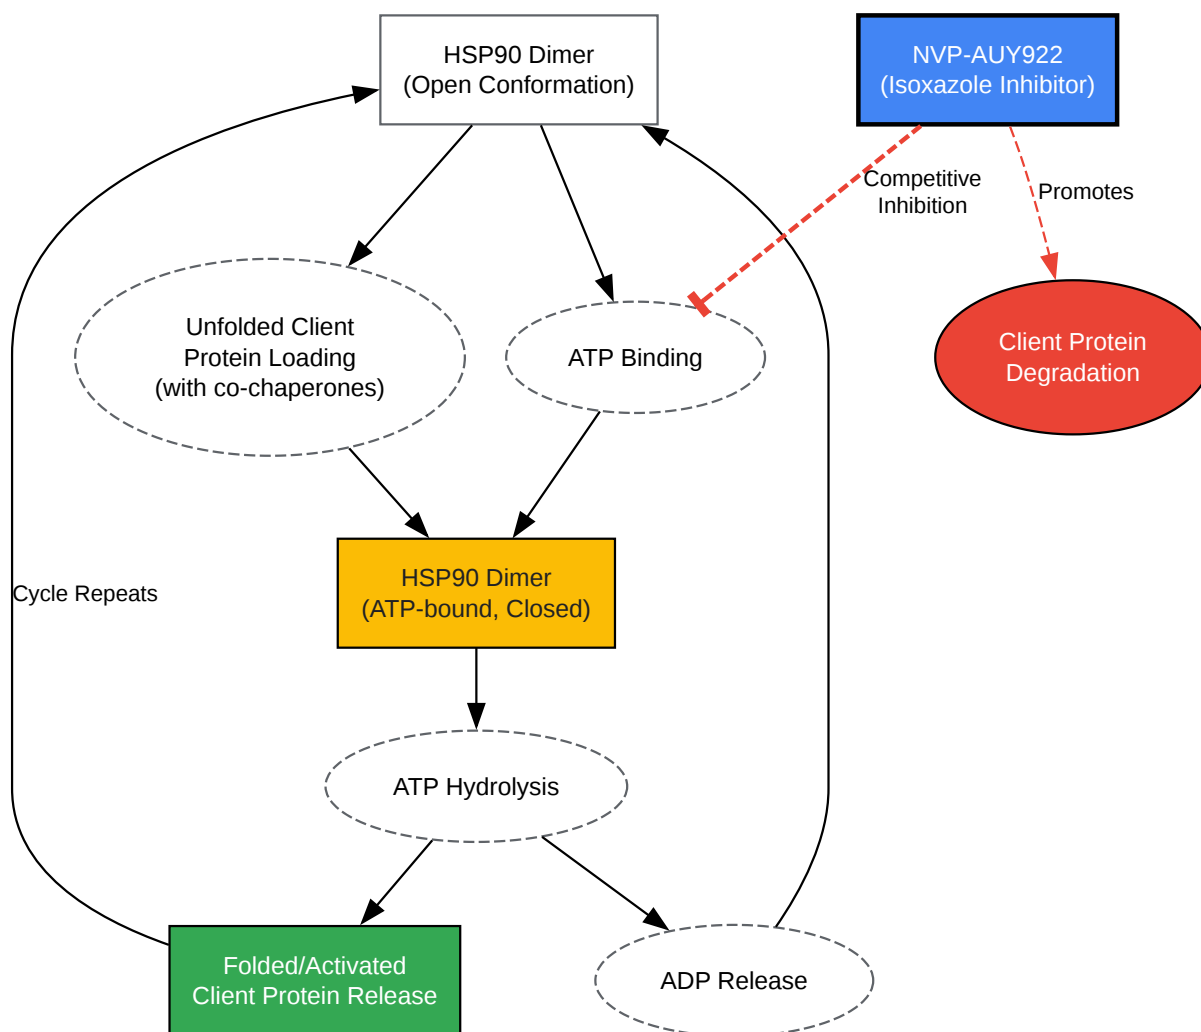 HSP90 Dimer
(Open Conformation)
NVP-AUY922
(Isoxazole Inhibitor)
Competitive
Inhibition
Promotes
Unfolded Client
Protein Loading
(with co-chaperones)
ATP Binding
Client Protein
Degradation
HSP90 Dimer
(ATP-bound, Closed)
Cycle Repeats
ATP Hydrolysis
Folded/Activated
Client Protein Release
ADP Release